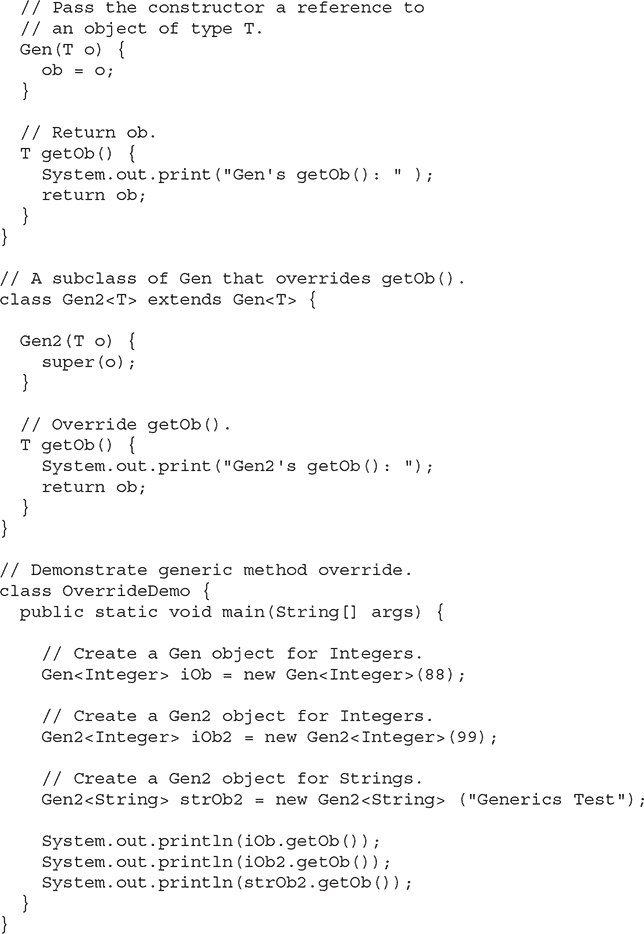 // Pass the constructor a reference to
// an object of type T.
Gen(T o) {
ob = o;
}
// Return ob.
T getOb() {
System.out.print("Gen's getOb(): " );
return ob;
}
}
// A subclass of Gen that overrides getOb().
class Gen2<T> extends Gen<T> {
Gen2(T o) {
super(o);
}
// Override getOb().
T getOb() {
System.out.print("Gen2's getOb(): ");
return ob;
}
}
// Demonstrate generic method override.
class OverrideDemo {
public static void main(String[] args) {
// Create a Gen object for Integers.
Gen<Integer> iOb = new Gen<Integer>(88);
// Create a Gen2 object for Integers.
Gen2<Integer> iOb2 = new Gen2<Integer>(99);
// Create a Gen2 object for Strings.
Gen2<String> strOb2 = new Gen2<String> ("Generics Test");
System.out.println(iOb.getOb());
System.out.println(iOb2.getOb());
System.out.println(strOb2.getOb());
}
}